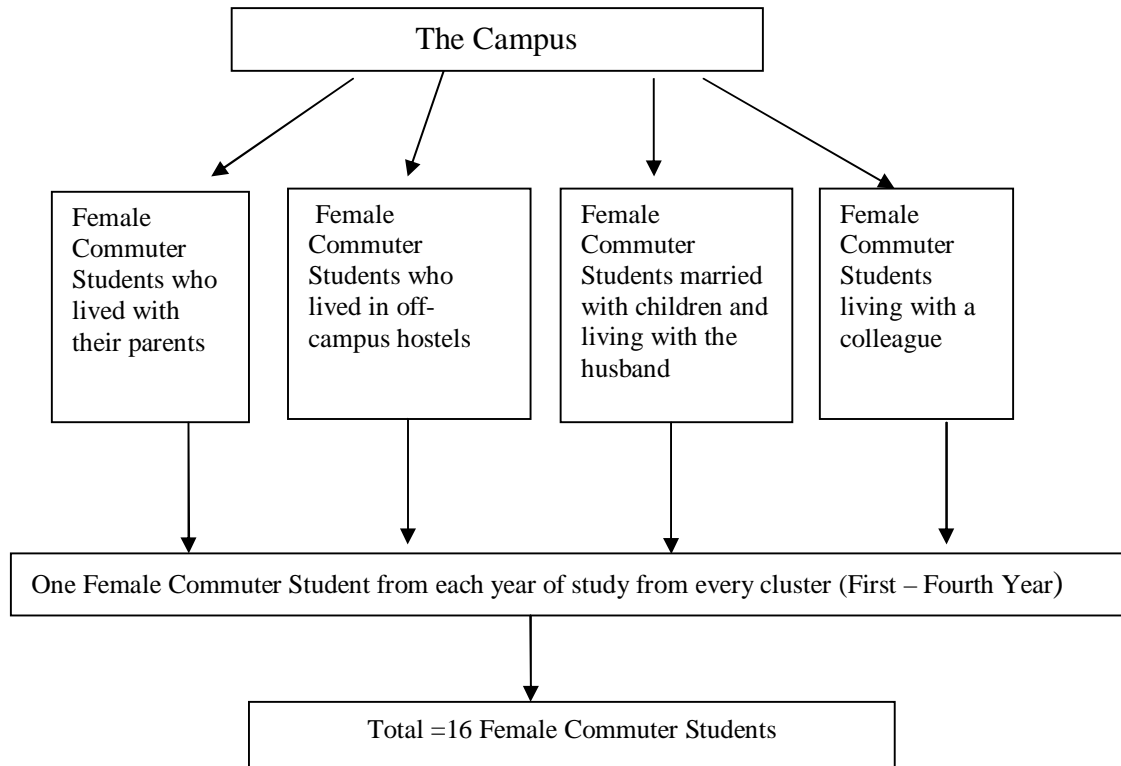 The Campus
Female
Commuter
Students who
lived with
their parents
Female
Commuter
Students who
lived in off-
campus hostels
Female
Commuter
Students married
with children and
living with the
husband
Female
Commuter
Students
living with a
colleague
One Female Commuter Student from each year of study from every cluster (First – Fourth Year)
Total =16 Female Commuter Students